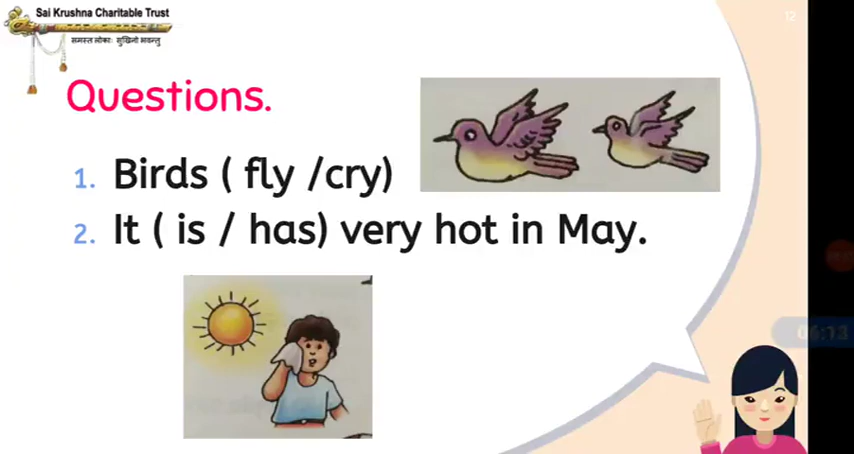 Sai Krushna Charitable Trust
समस्त लोकाः सुखिनो भवन्तु
12
Questions.
1. Birds ( fly /cry)
2. It ( is / has) very hot in May.
06:13